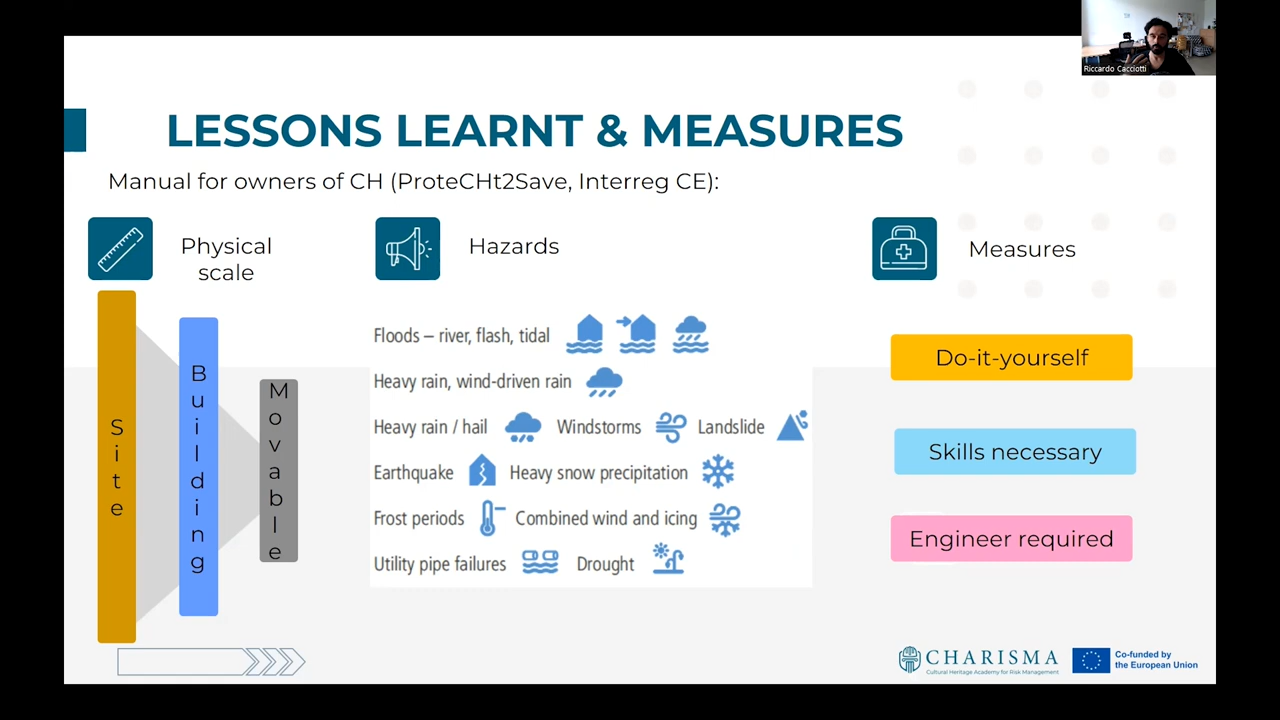 Riccardo Cacciotti
LESSONS LEARNT & MEASURES
Manual for owners of CH (ProteCHt2Save, Interreg CE):
Physical
scale
Hazards
Measures
Site
Building
Movable
Floods – river, flash, tidal
Heavy rain, wind-driven rain
Heavy rain / hail Windstorms Landslide
Earthquake Heavy snow precipitation
Frost periods Combined wind and icing
Utility pipe failures Drought
Do-it-yourself
Skills necessary
Engineer required
CHARISMA
Cultural Heritage Academy for Risk Management
Co-funded by
the European Union